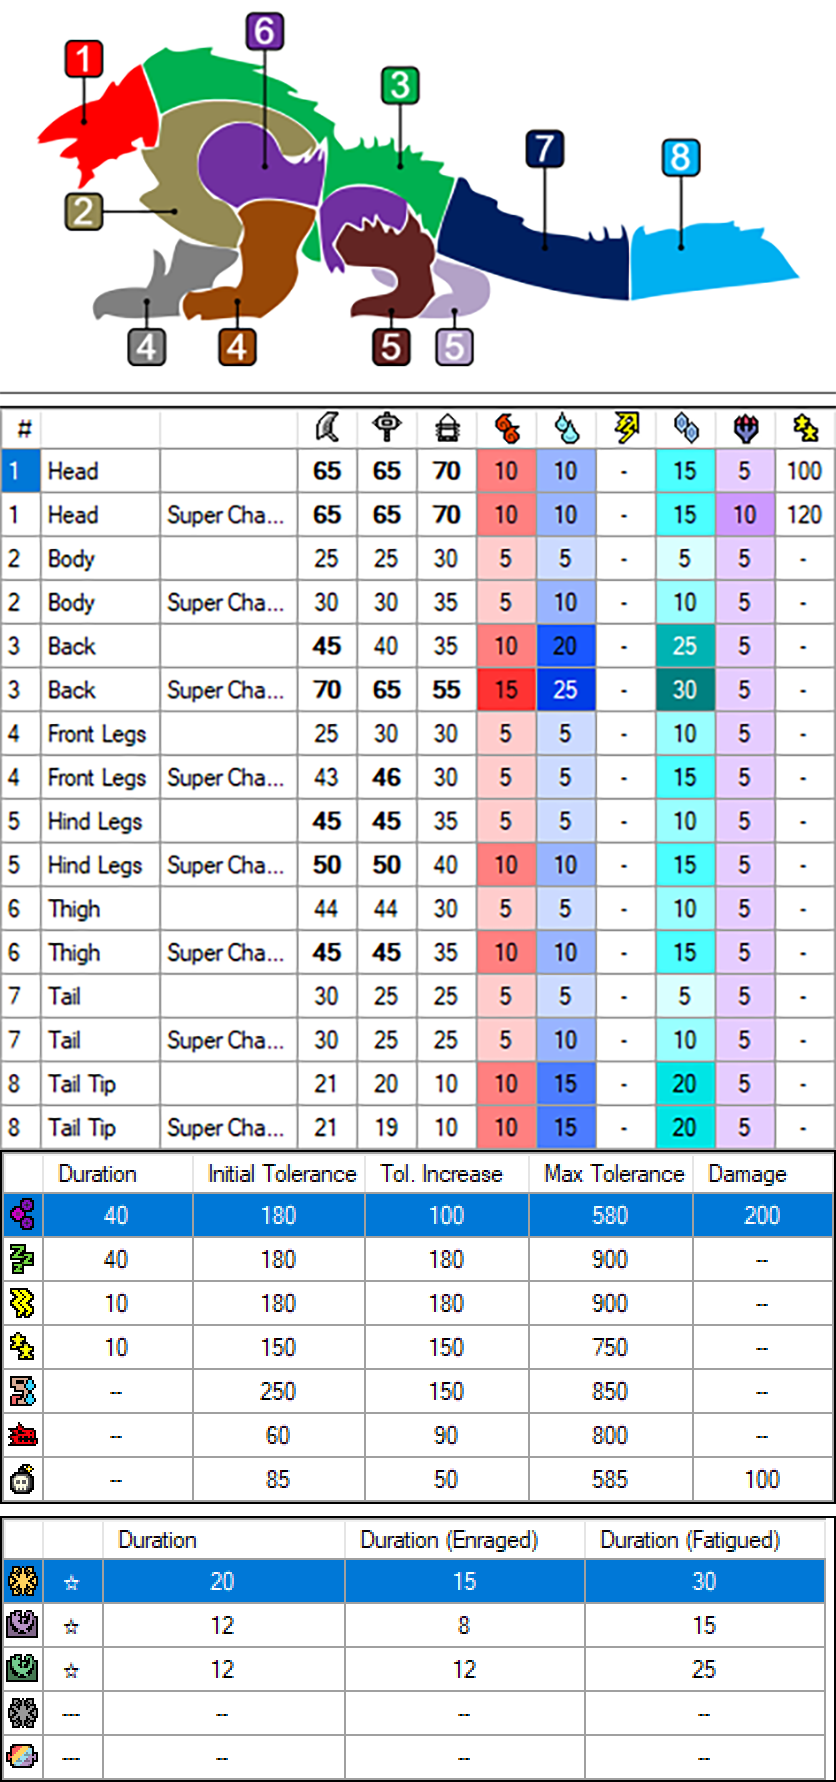 1
6
3
7
8
2
4
4
5
5
#
1 Head 65 65 70 10 10 - 15 5 100
1 Head Super Cha... 65 65 70 10 10 - 15 10 120
2 Body 25 25 30 5 5 - 5 5 -
2 Body Super Cha... 30 30 35 5 10 - 10 5 -
3 Back 45 40 35 10 20 - 25 5 -
3 Back Super Cha... 70 65 55 15 25 - 30 5 -
4 Front Legs 25 30 30 5 5 - 10 5 -
4 Front Legs Super Cha... 43 46 30 5 5 - 15 5 -
5 Hind Legs 45 45 35 5 5 - 10 5 -
5 Hind Legs Super Cha... 50 50 40 10 10 - 15 5 -
6 Thigh 44 44 30 5 5 - 10 5 -
6 Thigh Super Cha... 45 45 35 10 10 - 15 5 -
7 Tail 30 25 25 5 5 - 5 5 -
7 Tail Super Cha... 30 25 25 5 10 - 10 5 -
8 Tail Tip 21 20 10 10 15 - 20 5 -
8 Tail Tip Super Cha... 21 19 10 10 15 - 20 5 -
Duration Initial Tolerance Tol. Increase Max Tolerance Damage
40 180 100 580 200
40 180 180 900 --
10 180 180 900 --
10 150 150 750 --
-- 250 150 850 --
-- 60 90 800 --
-- 85 50 585 100
Duration Duration (Enraged) Duration (Fatigued)
☆ 20 15 30
☆ 12 8 15
☆ 12 12 25
--- -- -- --
--- -- -- --